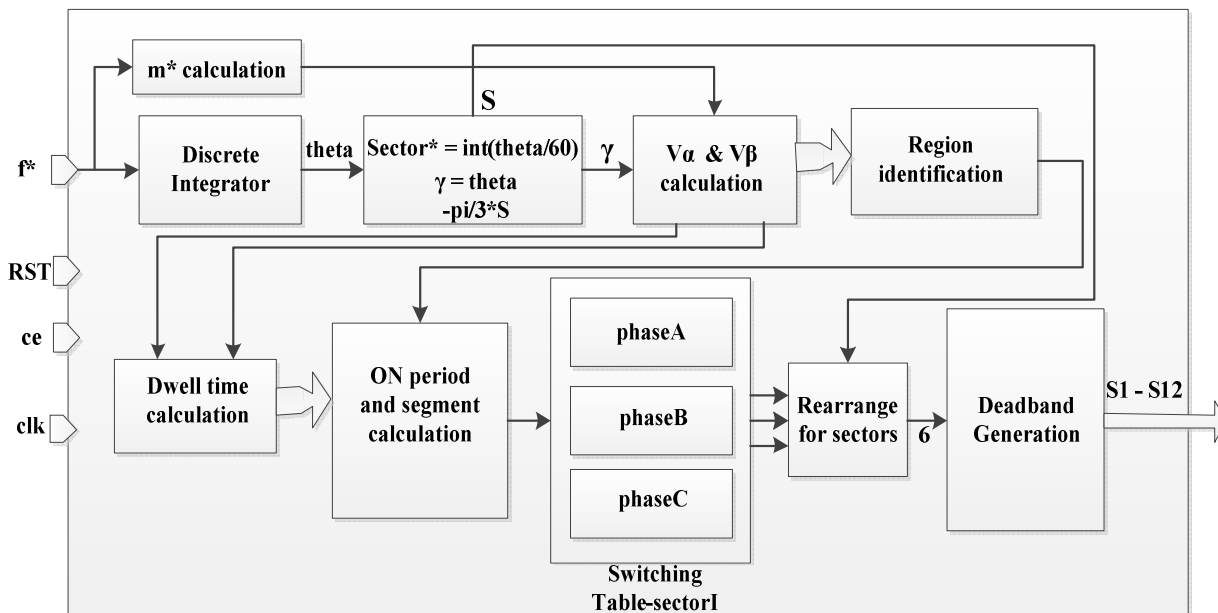 m* calculation
S
f*
Discrete
Integrator
theta
Sector* = int(theta/60)
γ = theta
-pi/3*S
γ
Vα & Vβ
calculation
Region
identification
RST
ce
clk
Dwell time
calculation
ON period
and segment
calculation
phaseA
phaseB
phaseC
Switching
Table-sectorI
Rearrange
for sectors
6
Deadband
Generation
S1 - S12